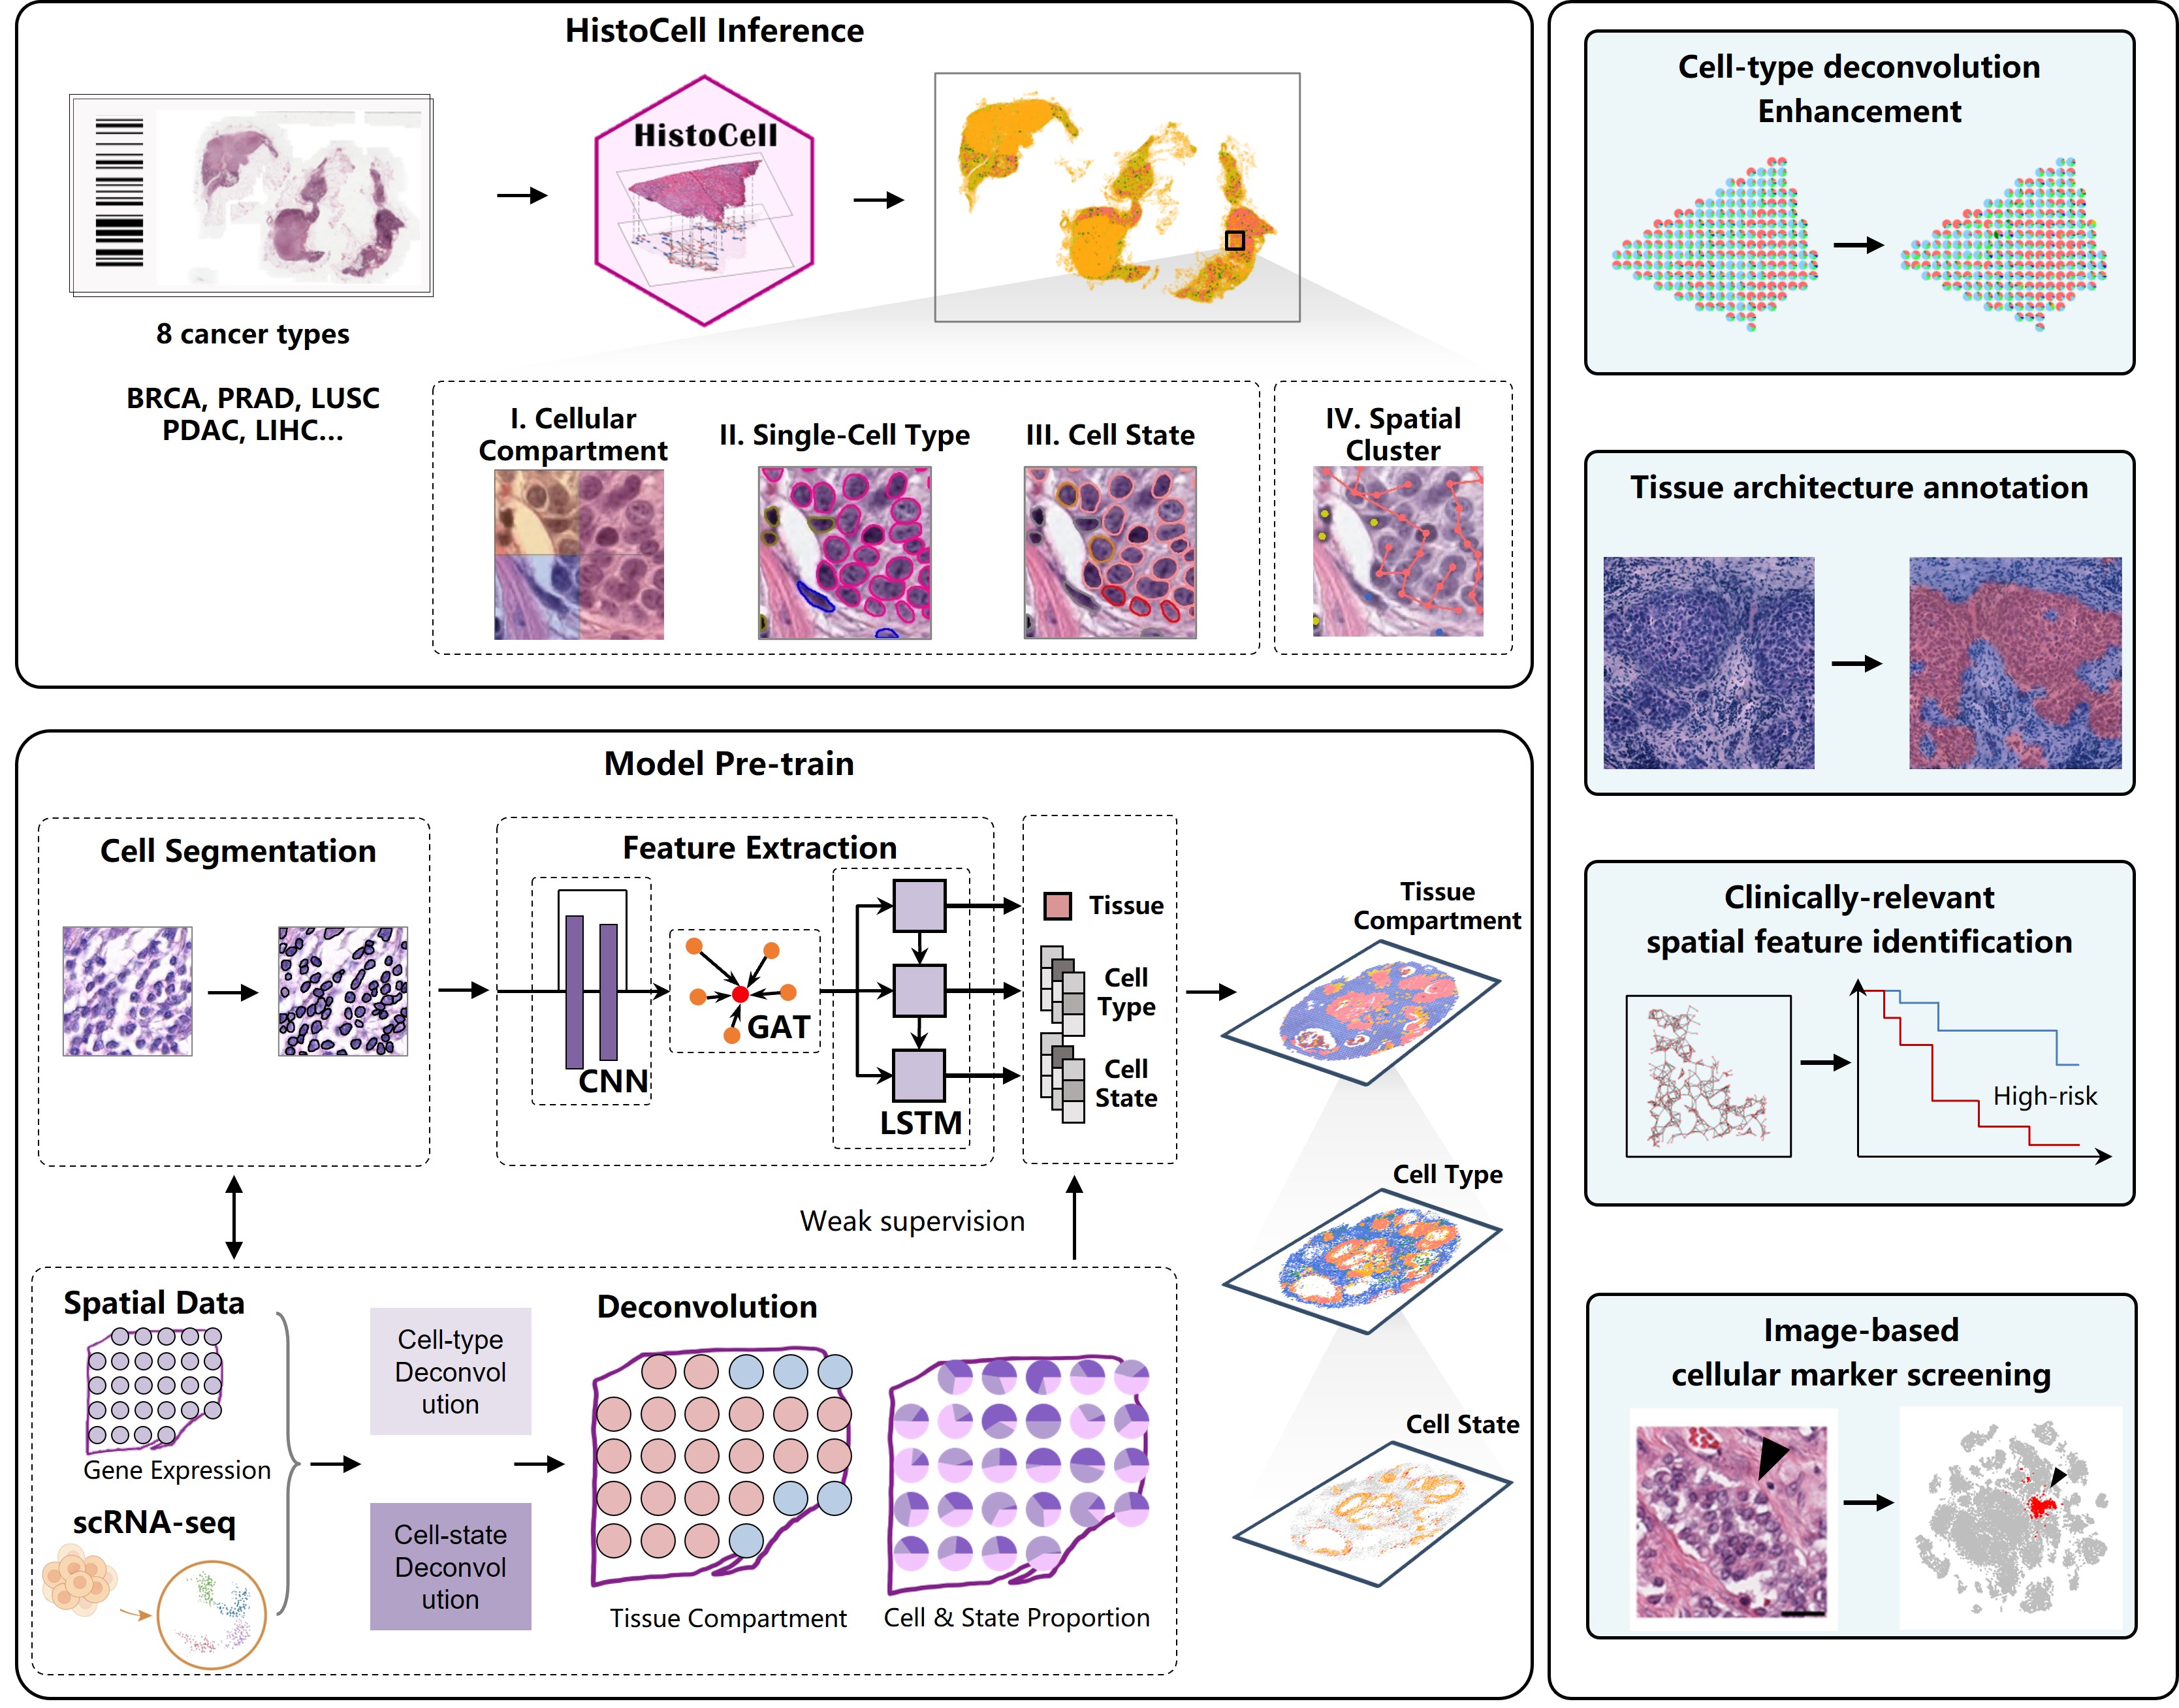 HistoCell Inference
HistoCell
8 cancer types
BRCA, PRAD, LUSC
PDAC, LIHC...
I. Cellular
Compartment
II. Single-Cell Type
III. Cell State
IV. Spatial
Cluster
Model Pre-train
Cell Segmentation
Feature Extraction
CNN
GAT
LSTM
Tissue
Cell
Type
Cell
State
Weak supervision
Tissue
Compartment
Cell Type
Cell State
Spatial Data
Gene Expression
scRNA-seq
Cell-type
Deconvol
ution
Cell-state
Deconvol
ution
Deconvolution
Tissue Compartment
Cell & State Proportion
Cell-type deconvolution
Enhancement
Tissue architecture annotation
Clinically-relevant
spatial feature identification
High-risk
Image-based
cellular marker screening